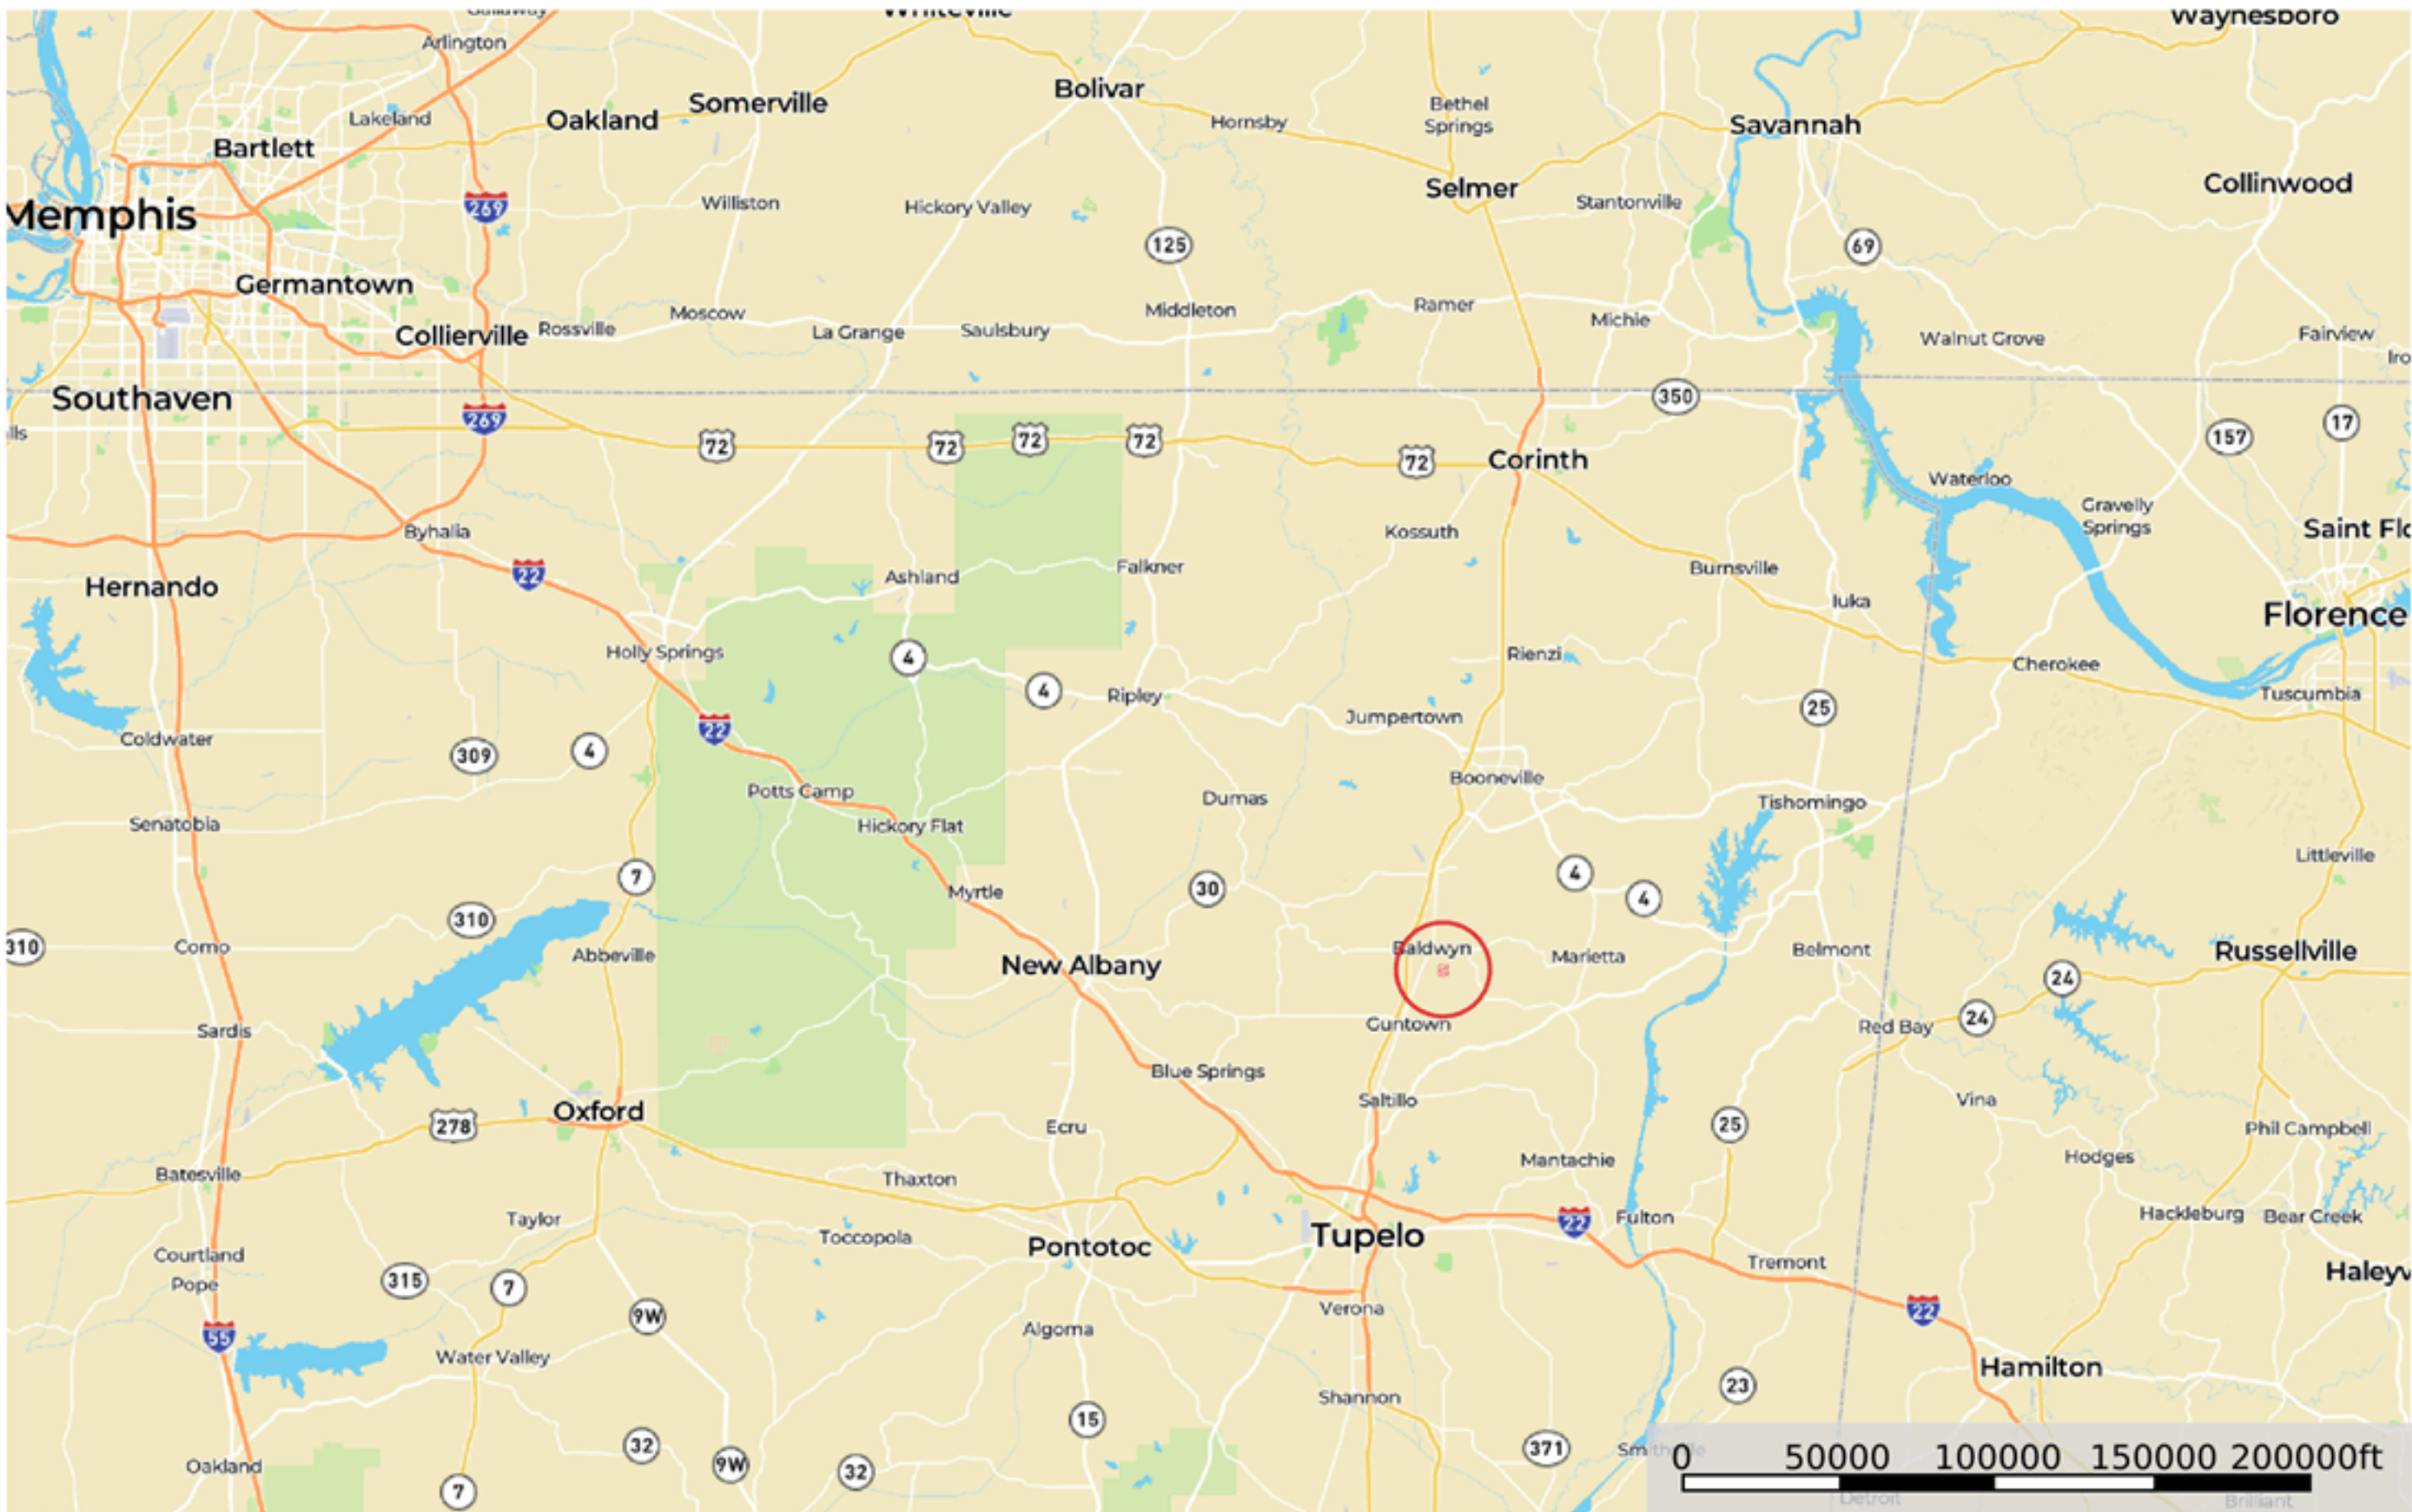 Waynesboro
Arlington
Bolivar
Somerville
Bethel
Springs
Lakeland
Oakland
Hornsby
Savannah
Bartlett
Selmer
Collinwood
Williston
Hickory Valley
Stantonville
269
Memphis
125
69
Germantown
Moscow
Middleton
Ramer
Michie
Collierville
Rossville
La Grange
Saulsbury
Walnut Grove
Fairview
Iro
Southaven
350
lls
269
72
72
72
72
72
Corinth
157
17
Waterloo
Gravelly
Springs
Saint Flo
Byhalia
Kossuth
22
Ashland
Falkner
Burnsville
Hernando
Iuka
Florence
Holly Springs
4
4
Ripley
Rienzi
Cherokee
Tuscumbia
22
Jumpertown
25
Coldwater
309
4
Booneville
Potts Camp
Dumas
Tishomingo
Senatobia
Hickory Flat
Littleville
7
Myrtle
30
4
4
310
310
Como
Abbeville
New Albany
Baldwyn
Marietta
Belmont
Russellville
24
Sardis
Guntown
Red Bay
24
Blue Springs
Saltillo
Vina
Oxford
278
Ecru
25
Phil Campbell
Batesville
Thaxton
Mantachie
Hodges
Taylor
Toccopola
Pontotoc
Tupelo
22
Fulton
Hackleburg
Bear Creek
Courtland
Pope
315
7
Tremont
Haleyv
55
9W
Algoma
Verona
22
Water Valley
Hamilton
Shannon
23
15
32
9W
32
371
Smithville
Oakland
7
0 50000 100000 150000 200000ft
Detroit
Brilliant